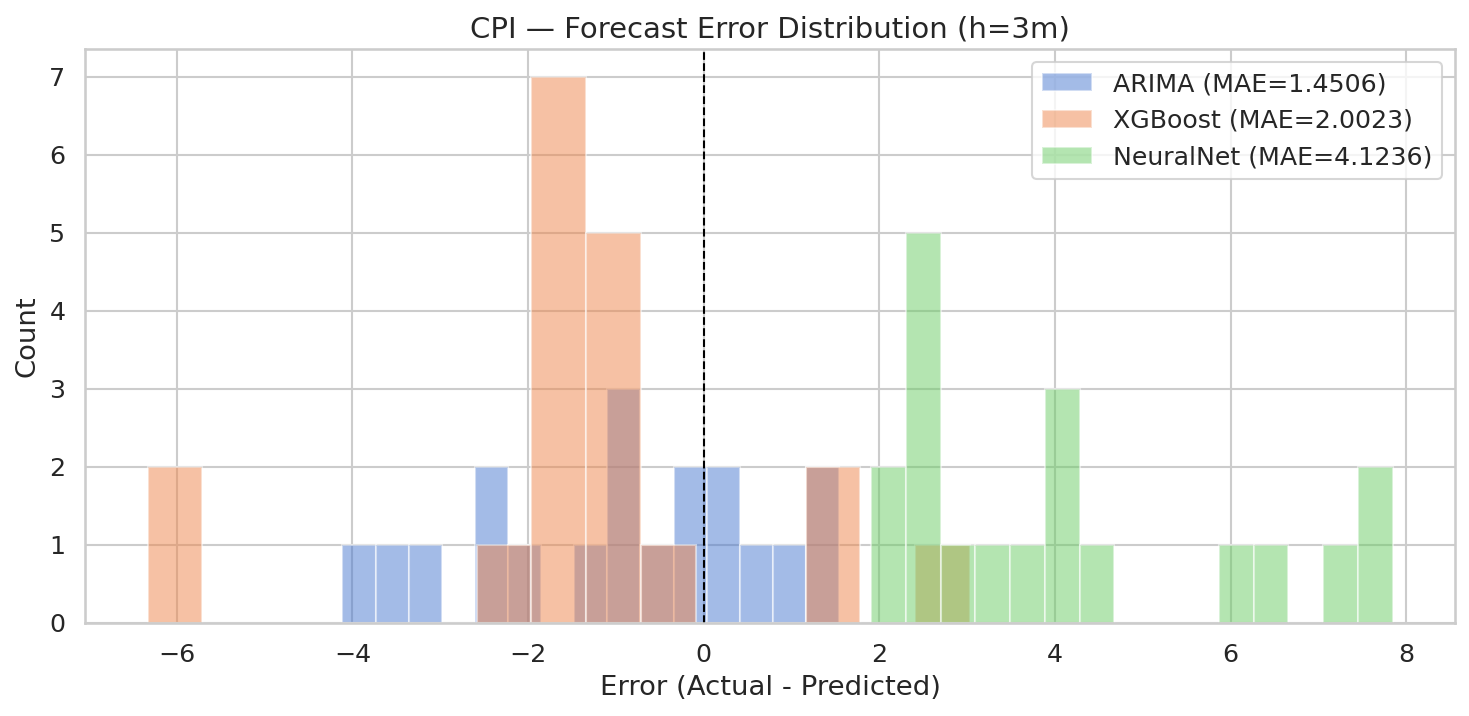 CPI — Forecast Error Distribution (h=3m)
ARIMA (MAE=1.4506)
XGBoost (MAE=2.0023)
NeuralNet (MAE=4.1236)
Count
7
6
5
4
3
2
1
0
−6 −4 −2 0 2 4 6 8
Error (Actual - Predicted)